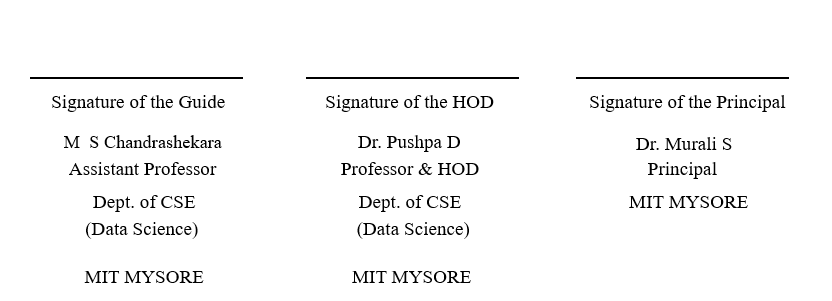 Signature of the Guide
M S Chandrashekara
Assistant Professor
Dept. of CSE
(Data Science)
MIT MYSORE
Signature of the HOD
Dr. Pushpa D
Professor & HOD
Dept. of CSE
(Data Science)
MIT MYSORE
Signature of the Principal
Dr. Murali S
Principal
MIT MYSORE